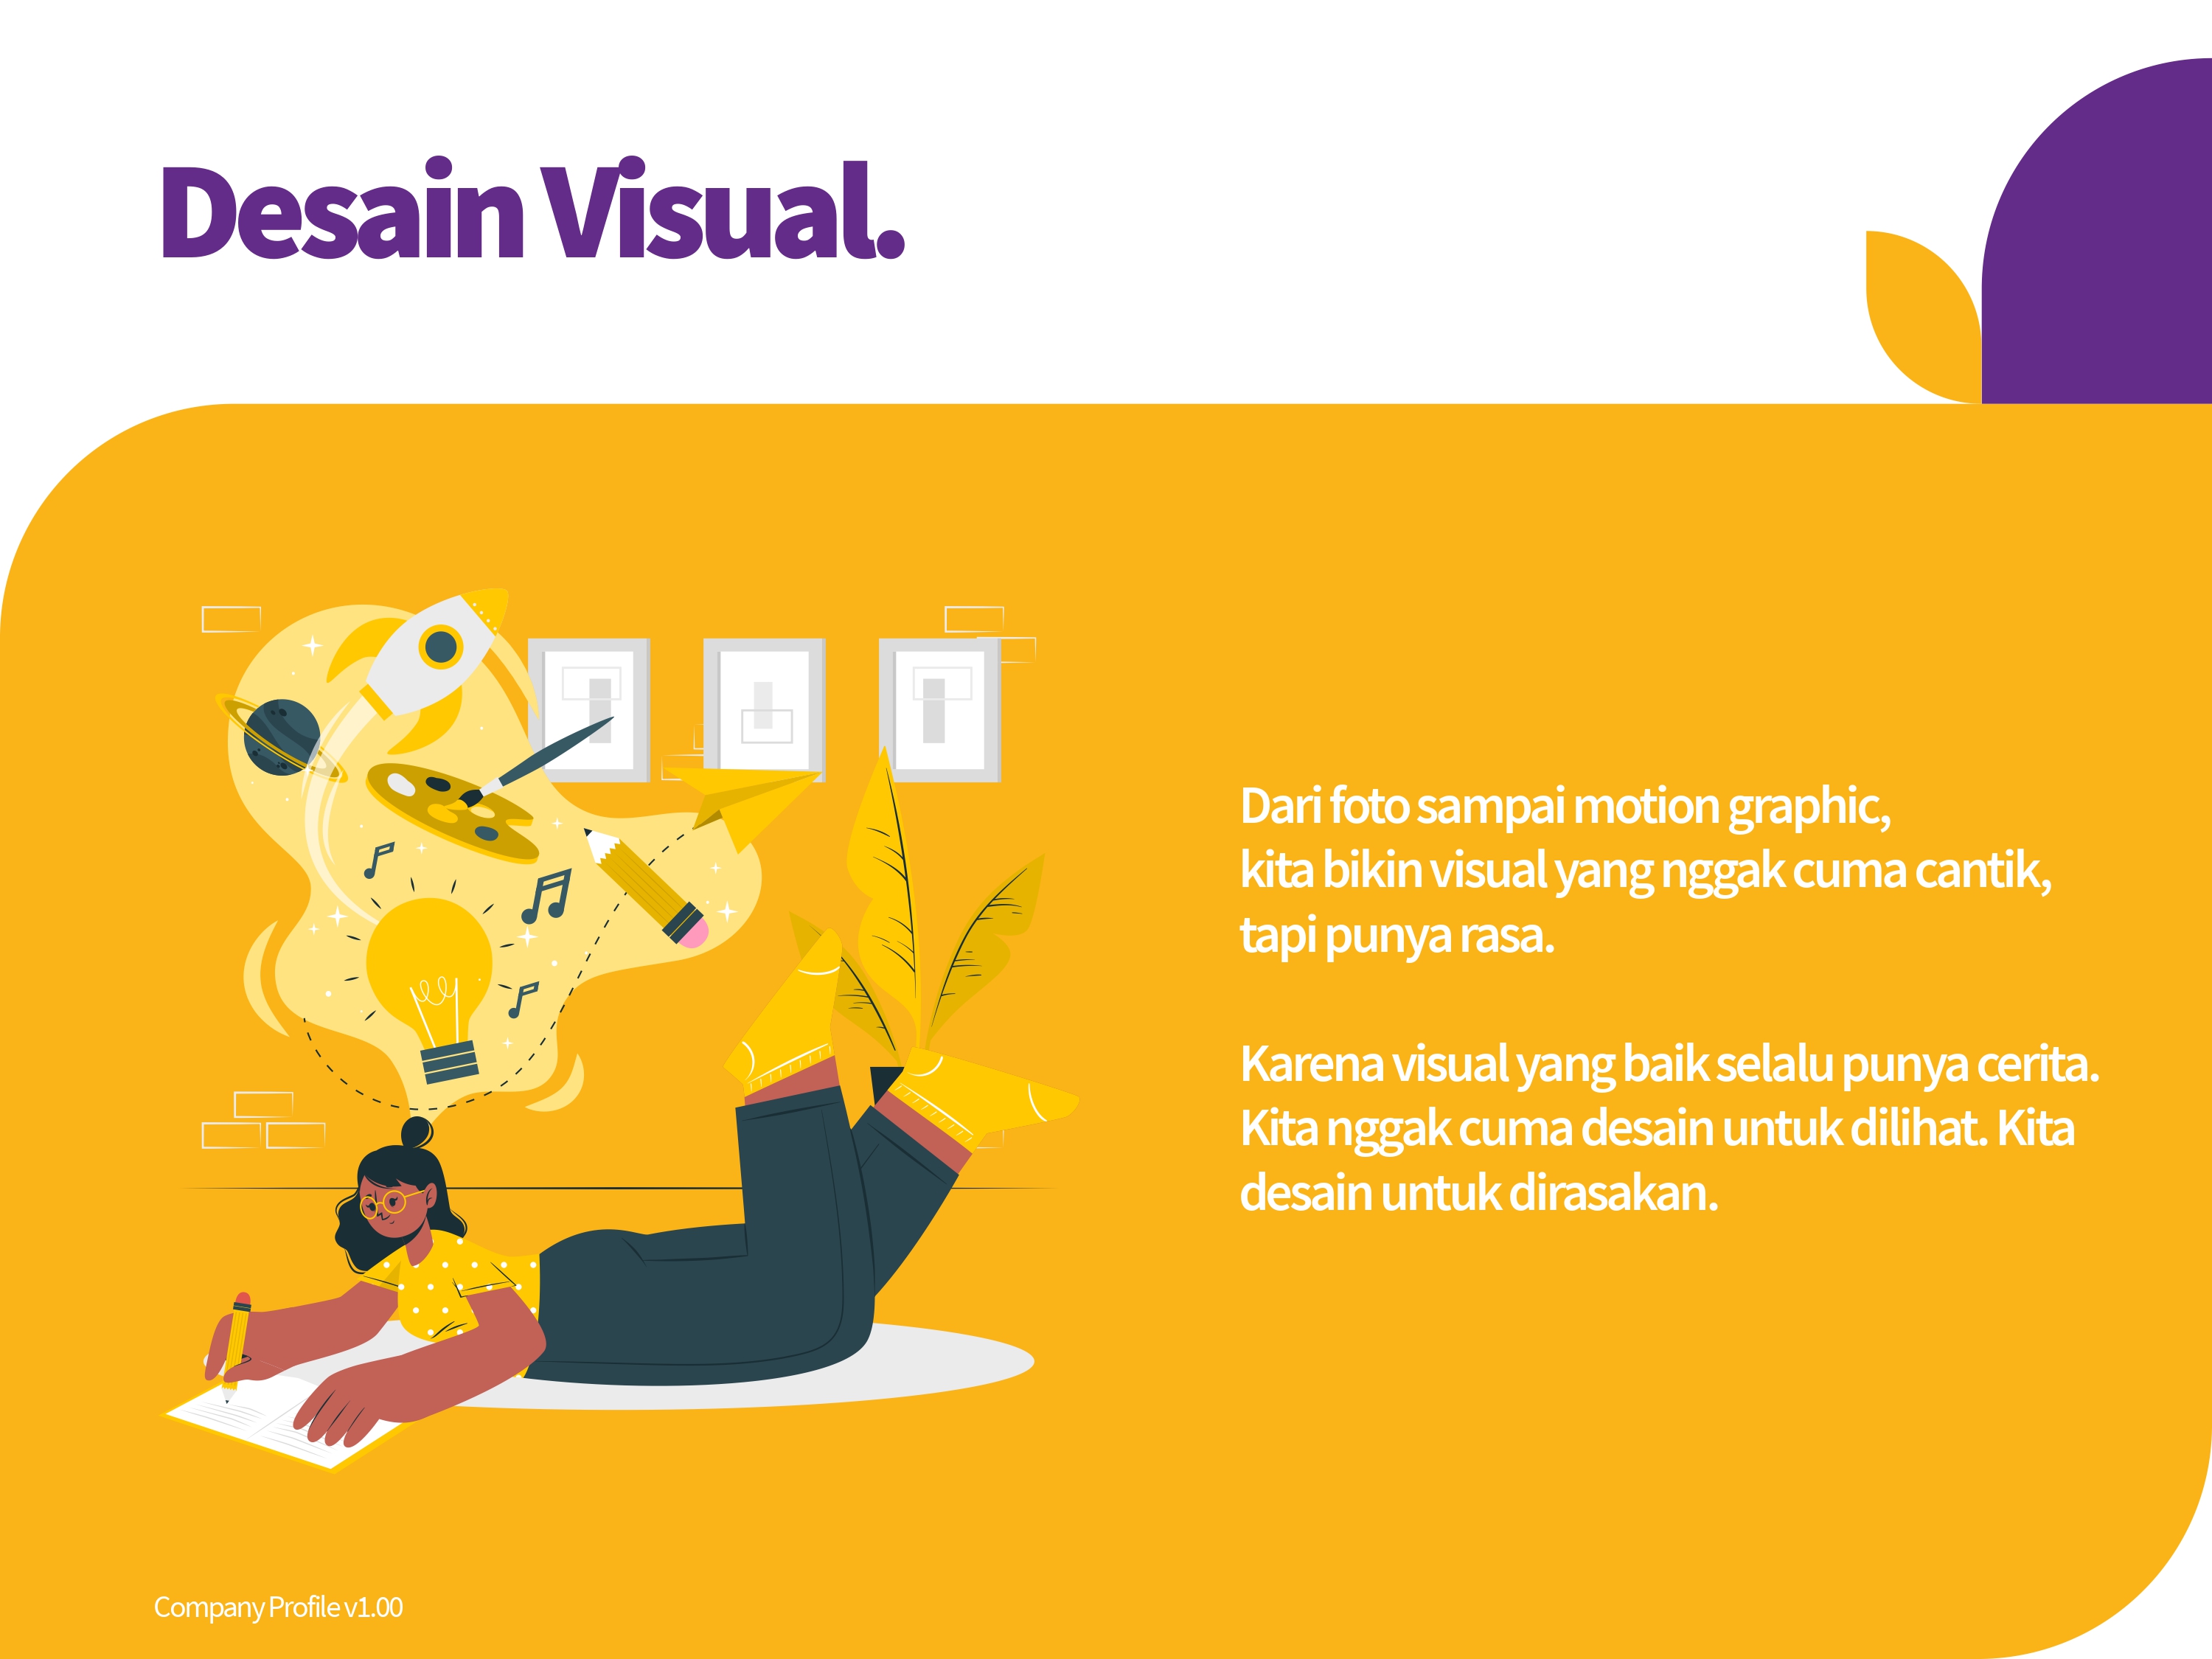 Desain Visual.
Dari foto sampai motion graphic,
kita bikin visual yang nggak cuma cantik,
tapi punya rasa.
Karena visual yang baik selalu punya cerita.
Kita nggak cuma desain untuk dilihat. Kita
desain untuk dirasakan.
Company Profile v1.00